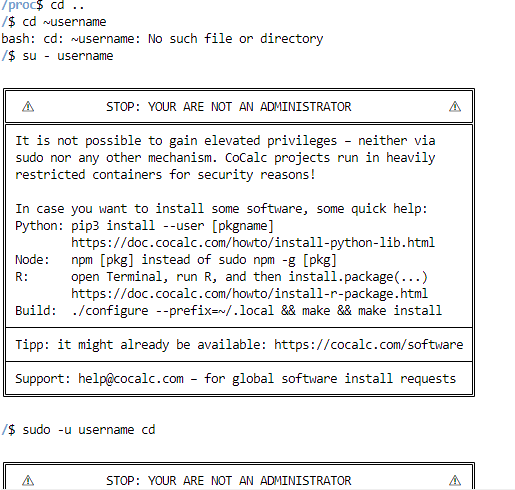 /proc$ cd ..
/$ cd ~username
bash: cd: ~username: No such file or directory
/$ su - username
⚠ STOP: YOUR ARE NOT AN ADMINISTRATOR ⚠
It is not possible to gain elevated privileges – neither via
sudo nor any other mechanism. CoCalc projects run in heavily
restricted containers for security reasons!
In case you want to install some software, some quick help:
Python: pip3 install --user [pkgname]
https://doc.cocalc.com/howto/install-python-lib.html
Node: npm [pkg] instead of sudo npm -g [pkg]
R: open Terminal, run R, and then install.package(...)
https://doc.cocalc.com/howto/install-r-package.html
Build: ./configure --prefix=~/.local && make && make install
Tipp: it might already be available: https://cocalc.com/software
Support: help@cocalc.com – for global software install requests
/$ sudo -u username cd
⚠ STOP: YOUR ARE NOT AN ADMINISTRATOR ⚠